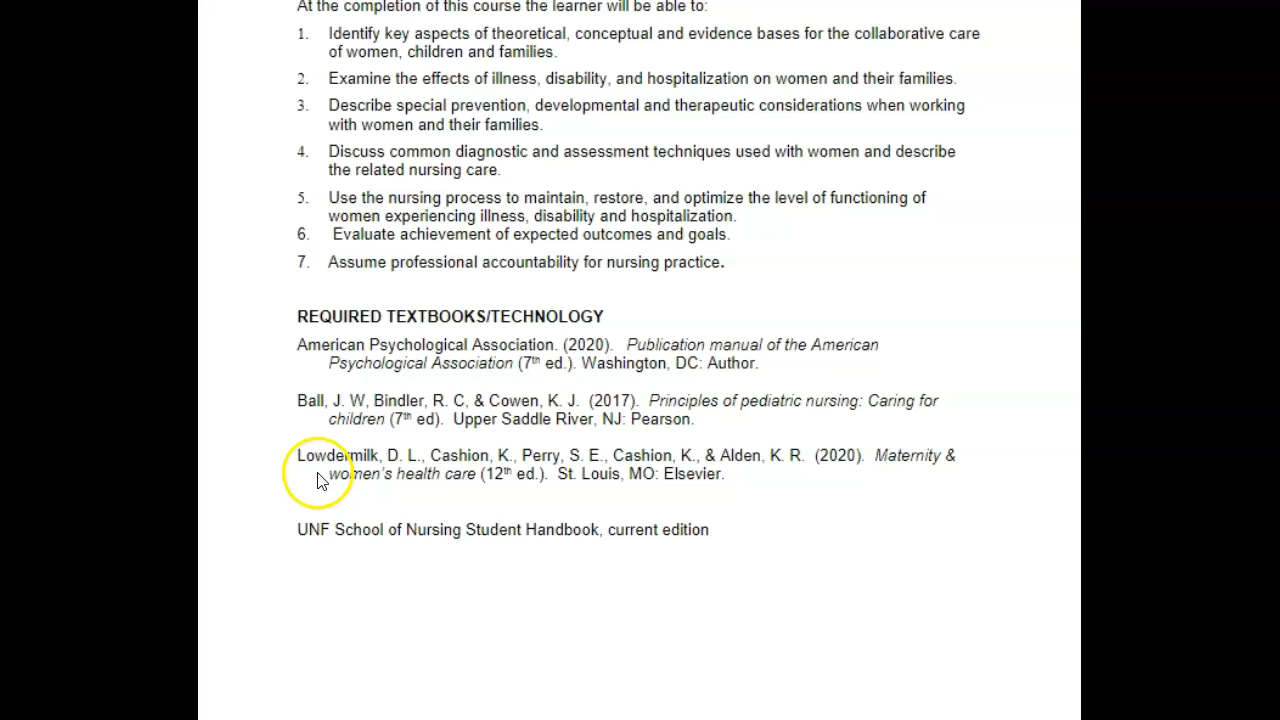 At the completion of this course the learner will be able to:
1. Identify key aspects of theoretical, conceptual and evidence bases for the collaborative care
of women, children and families.
2. Examine the effects of illness, disability, and hospitalization on women and their families.
3. Describe special prevention, developmental and therapeutic considerations when working
with women and their families.
4. Discuss common diagnostic and assessment techniques used with women and describe
the related nursing care.
5. Use the nursing process to maintain, restore, and optimize the level of functioning of
women experiencing illness, disability and hospitalization.
6. Evaluate achievement of expected outcomes and goals.
7. Assume professional accountability for nursing practice.
REQUIRED TEXTBOOKS/TECHNOLOGY
American Psychological Association. (2020). Publication manual of the American
Psychological Association (7th ed.). Washington, DC: Author.
Ball, J. W, Bindler, R. C, & Cowen, K. J. (2017). Principles of pediatric nursing: Caring for
children (7th ed). Upper Saddle River, NJ: Pearson.
Lowdermilk, D. L., Cashion, K., Perry, S. E., Cashion, K., & Alden, K. R. (2020). Maternity &
women's health care (12th ed.). St. Louis, MO: Elsevier.
UNF School of Nursing Student Handbook, current edition